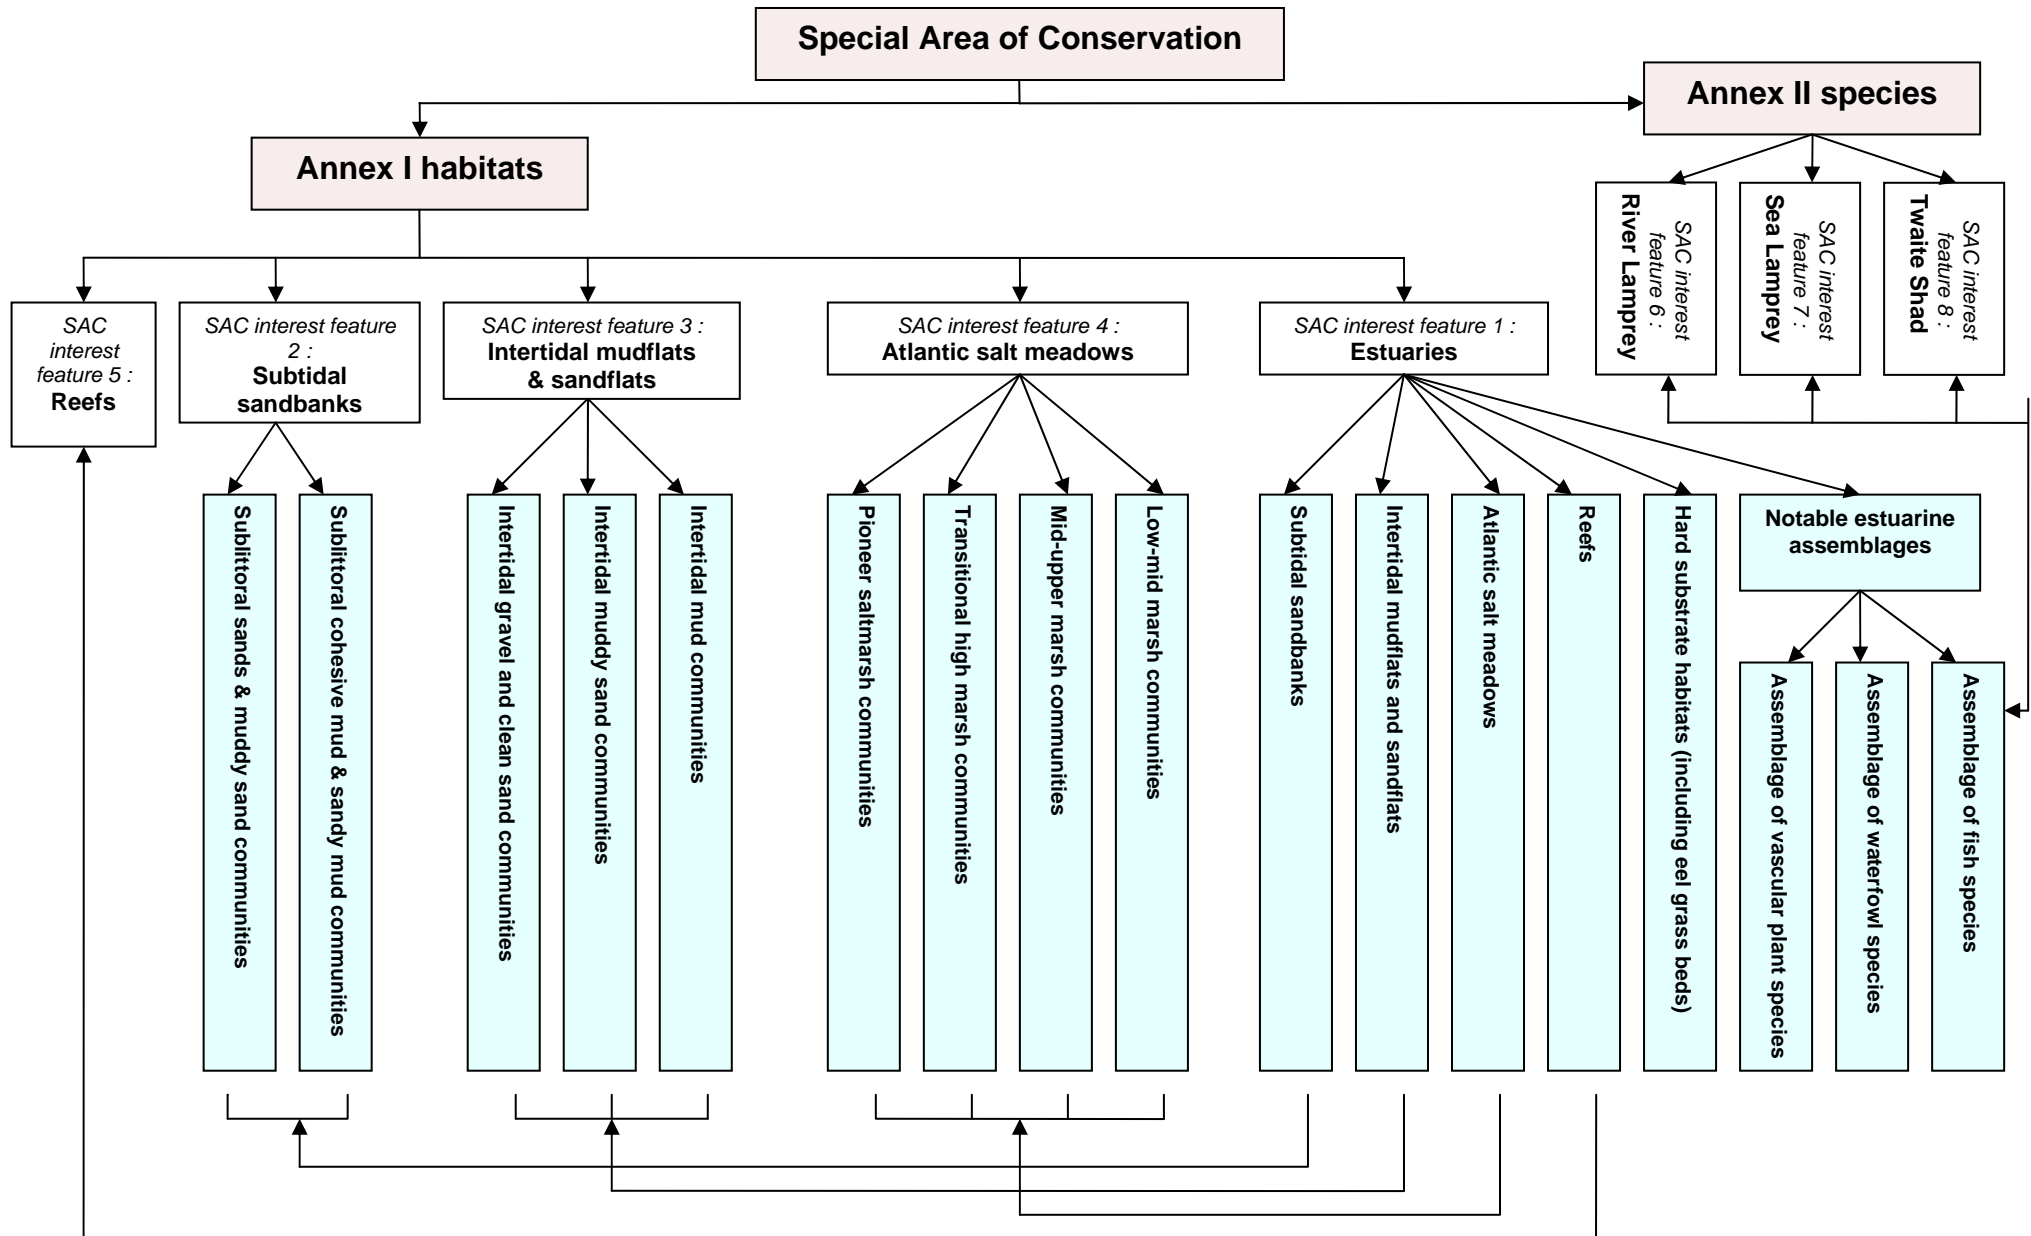 Special Area of Conservation
Annex II species
Annex I habitats
SAC interest
feature 6 :
River Lamprey
SAC interest
feature 7 :
Sea Lamprey
SAC interest
feature 8 :
Twaite Shad
SAC
interest
feature 5 :
Reefs
SAC interest feature
2 :
Subtidal
sandbanks
SAC interest feature 3 :
Intertidal mudflats
& sandflats
SAC interest feature 4 :
Atlantic salt meadows
SAC interest feature 1 :
Estuaries
Sublittoral sands & muddy sand communities
Sublittoral cohesive mud & sandy mud communities
Intertidal gravel and clean sand communities
Intertidal muddy sand communities
Intertidal mud communities
Pioneer saltmarsh communities
Transitional high marsh communities
Mid-upper marsh communities
Low-mid marsh communities
Subtidal sandbanks
Intertidal mudflats and sandflats
Atlantic salt meadows
Reefs
Hard substrate habitats (including eel grass beds)
Notable estuarine
assemblages
Assemblage of vascular plant species
Assemblage of waterfowl species
Assemblage of fish species